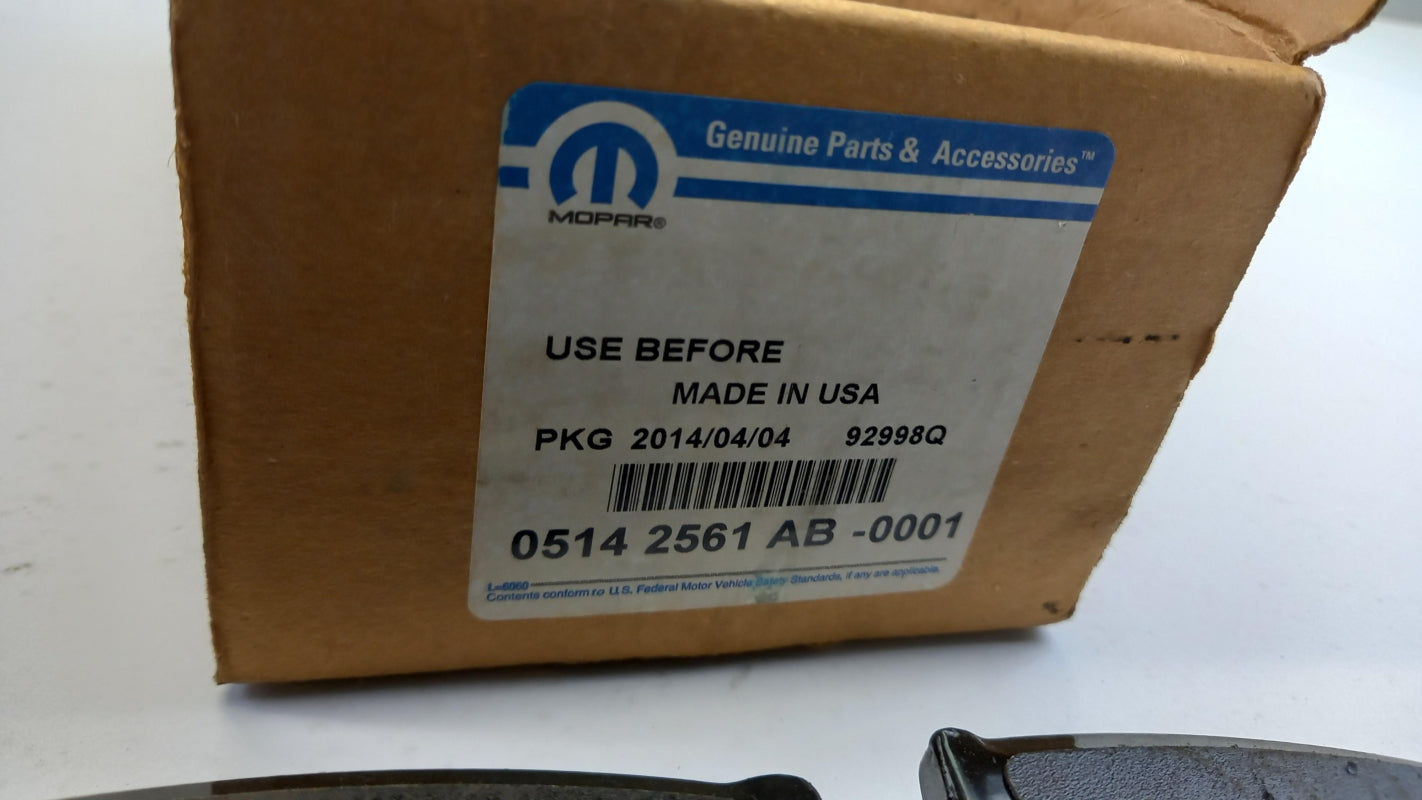 Genuine Parts & Accessories™
MOPAR®
USE BEFORE
MADE IN USA
PKG 2014/04/04 92998Q
0514 2561 AB -0001
L=6060
Contents conform to U.S. Federal Motor Vehicle Safety Standards, if any are applicable.